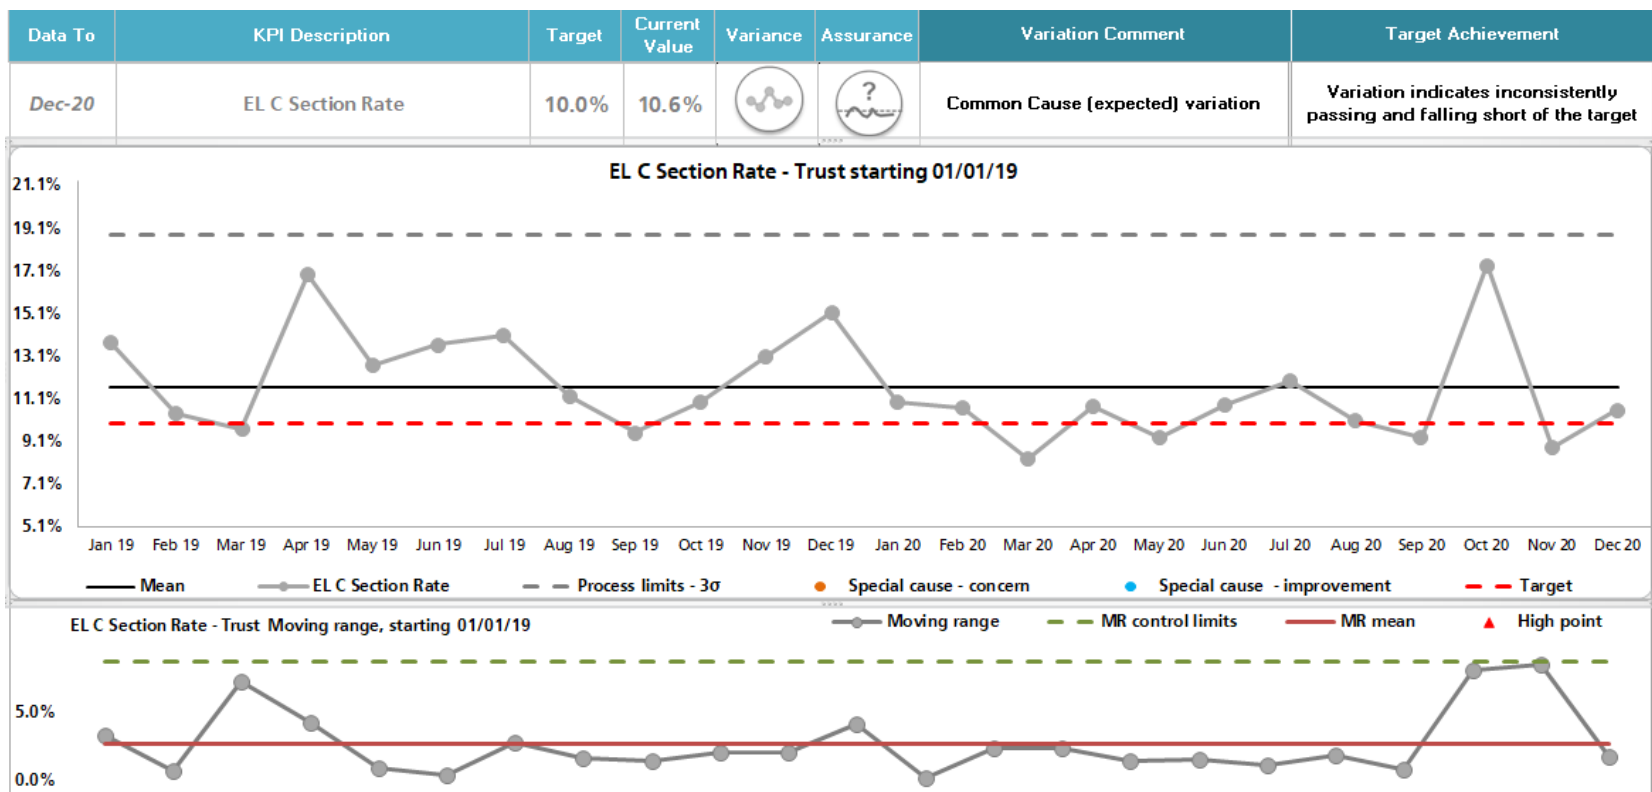 Data To
KPI Description
Target
Current
Value
Variance
Assurance
Variation Comment
Target Achievement
Dec-20
EL C Section Rate
10.0%
10.6%
?
Common Cause (expected) variation
Variation indicates inconsistently
passing and falling short of the target
EL C Section Rate - Trust starting 01/01/19
21.1%
19.1%
17.1%
15.1%
13.1%
11.1%
9.1%
7.1%
5.1%
Jan 19 Feb 19 Mar 19 Apr 19 May 19 Jun 19 Jul 19 Aug 19 Sep 19 Oct 19 Nov 19 Dec 19 Jan 20 Feb 20 Mar 20 Apr 20 May 20 Jun 20 Jul 20 Aug 20 Sep 20 Oct 20 Nov 20 Dec 20
Mean EL C Section Rate Process limits - 3σ Special cause - concern Special cause - improvement Target
EL C Section Rate - Trust Moving range, starting 01/01/19
Moving range MR control limits MR mean High point
5.0%
0.0%